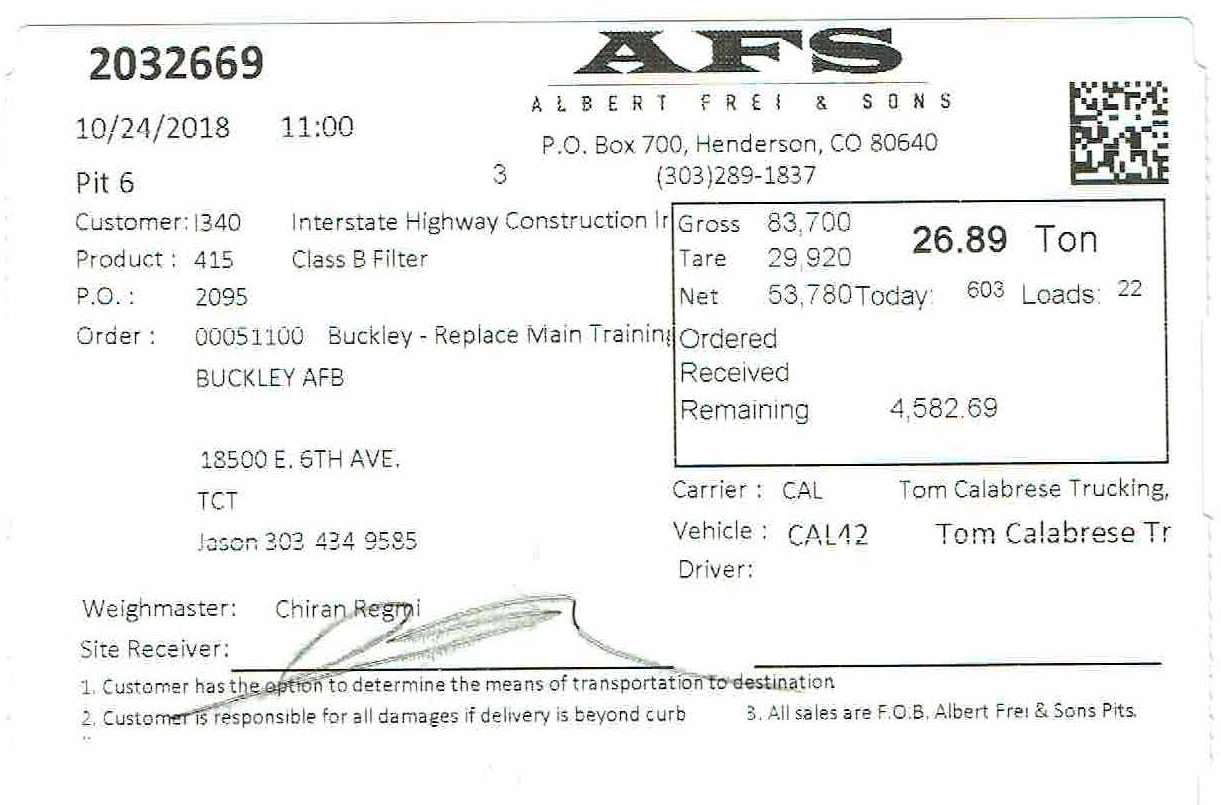 2032669
AFS
ALBERT FREI & SONS
10/24/2018 11:00
P.O. Box 700, Henderson, CO 80640
Pit 6 3 (303)289-1837
Customer: I340 Interstate Highway Construction Ir
Product : 415 Class B Filter
P.O. : 2095
Order : 00051100 Buckley - Replace Main Training
BUCKLEY AFB
18500 E. 6TH AVE.
TCT
Jason 303 434 9585
Gross 83,700 26.89 Ton
Tare 29,920
Net 53,780 Today: 603 Loads: 22
Ordered
Received
Remaining 4,582.69
Carrier : CAL Tom Calabrese Trucking,
Vehicle : CAL42 Tom Calabrese Tr
Driver:
Weighmaster: Chiran Regmi
Site Receiver:
1. Customer has the option to determine the means of transportation to destination
2. Customer is responsible for all damages if delivery is beyond curb 3. All sales are F.O.B. Albert Frei & Sons Pits.